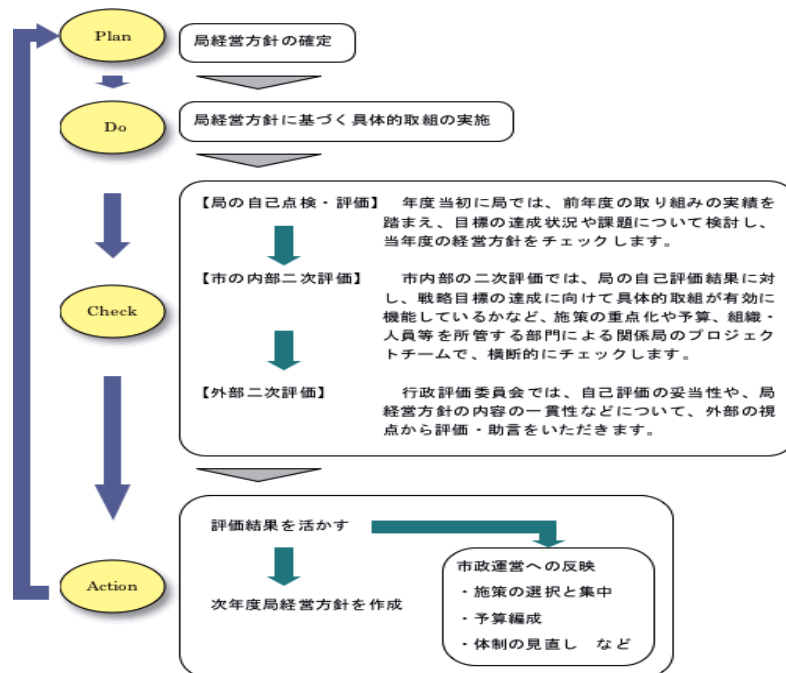 Plan
局経営方針の確定
Do
局経営方針に基づく具体的取組の実施
【局の自己点検・評価】　年度当初に局では、前年度の取り組みの実績を
踏まえ、目標の達成状況や課題について検討し、
当年度の経営方針をチェックします。
Check
【市の内部二次評価】　市内部の二次評価では、局の自己評価結果に対
し、戦略目標の達成に向けて具体的取組が有効に
機能しているかなど、施策の重点化や予算、組織・
人員等を所管する部門による関係局のプロジェク
トチームで、横断的にチェックします。
【外部二次評価】　行政評価委員会では、自己評価の妥当性や、局
経営方針の内容の一貫性などについて、外部の視
点から評価・助言をいただきます。
Action
評価結果を活かす
次年度局経営方針を作成
市政運営への反映
・施策の選択と集中
・予算編成
・体制の見直し　など